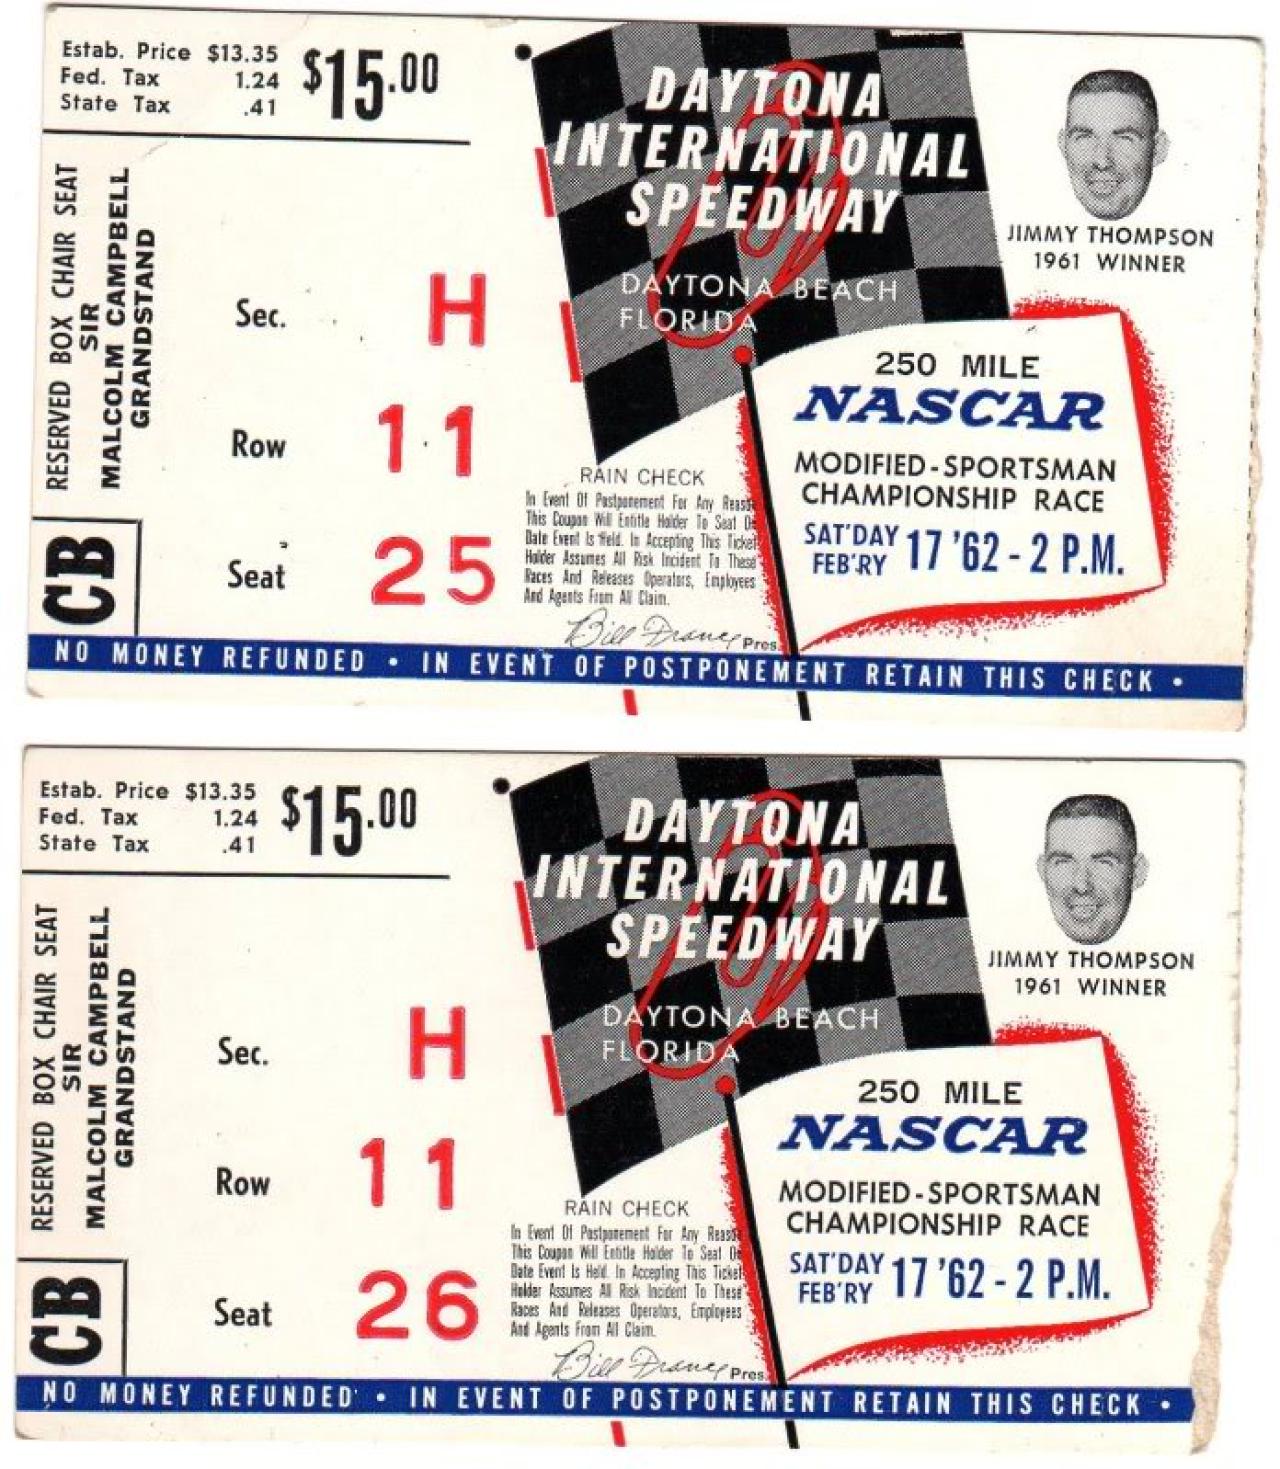 Estab. Price $13.35
Fed. Tax 1.24
State Tax .41
$15.00
RESERVED BOX CHAIR SEAT
SIR
MALCOLM CAMPBELL
GRANDSTAND
CB
Sec. H
Row 11
Seat 25
DAYTONA
INTERNATIONAL
SPEEDWAY
DAYTONA BEACH
FLORIDA
JIMMY THOMPSON
1961 WINNER
250 MILE
NASCAR
MODIFIED-SPORTSMAN
CHAMPIONSHIP RACE
SAT'DAY
FEB'RY 17 '62 - 2 P.M.
RAIN CHECK
In Event Of Postponement For Any Reas
This Coupon Will Entitle Holder To Seat O
Date Event Is Held. In Accepting This Ticket
Holder Assumes All Risk Incident To These
Races And Releases Operators, Employees
And Agents From All Claim.
Bill France Pres.
NO MONEY REFUNDED • IN EVENT OF POSTPONEMENT RETAIN THIS CHECK •
Estab. Price $13.35
Fed. Tax 1.24
State Tax .41
$15.00
RESERVED BOX CHAIR SEAT
SIR
MALCOLM CAMPBELL
GRANDSTAND
CB
Sec. H
Row 11
Seat 26
DAYTONA
INTERNATIONAL
SPEEDWAY
DAYTONA BEACH
FLORIDA
JIMMY THOMPSON
1961 WINNER
250 MILE
NASCAR
MODIFIED-SPORTSMAN
CHAMPIONSHIP RACE
SAT'DAY
FEB'RY 17 '62 - 2 P.M.
RAIN CHECK
In Event Of Postponement For Any Reas
This Coupon Will Entitle Holder To Seat O
Date Event Is Held. In Accepting This Ticket
Holder Assumes All Risk Incident To These
Races And Releases Operators, Employees
And Agents From All Claim.
Bill France Pres.
NO MONEY REFUNDED • IN EVENT OF POSTPONEMENT RETAIN THIS CHECK •